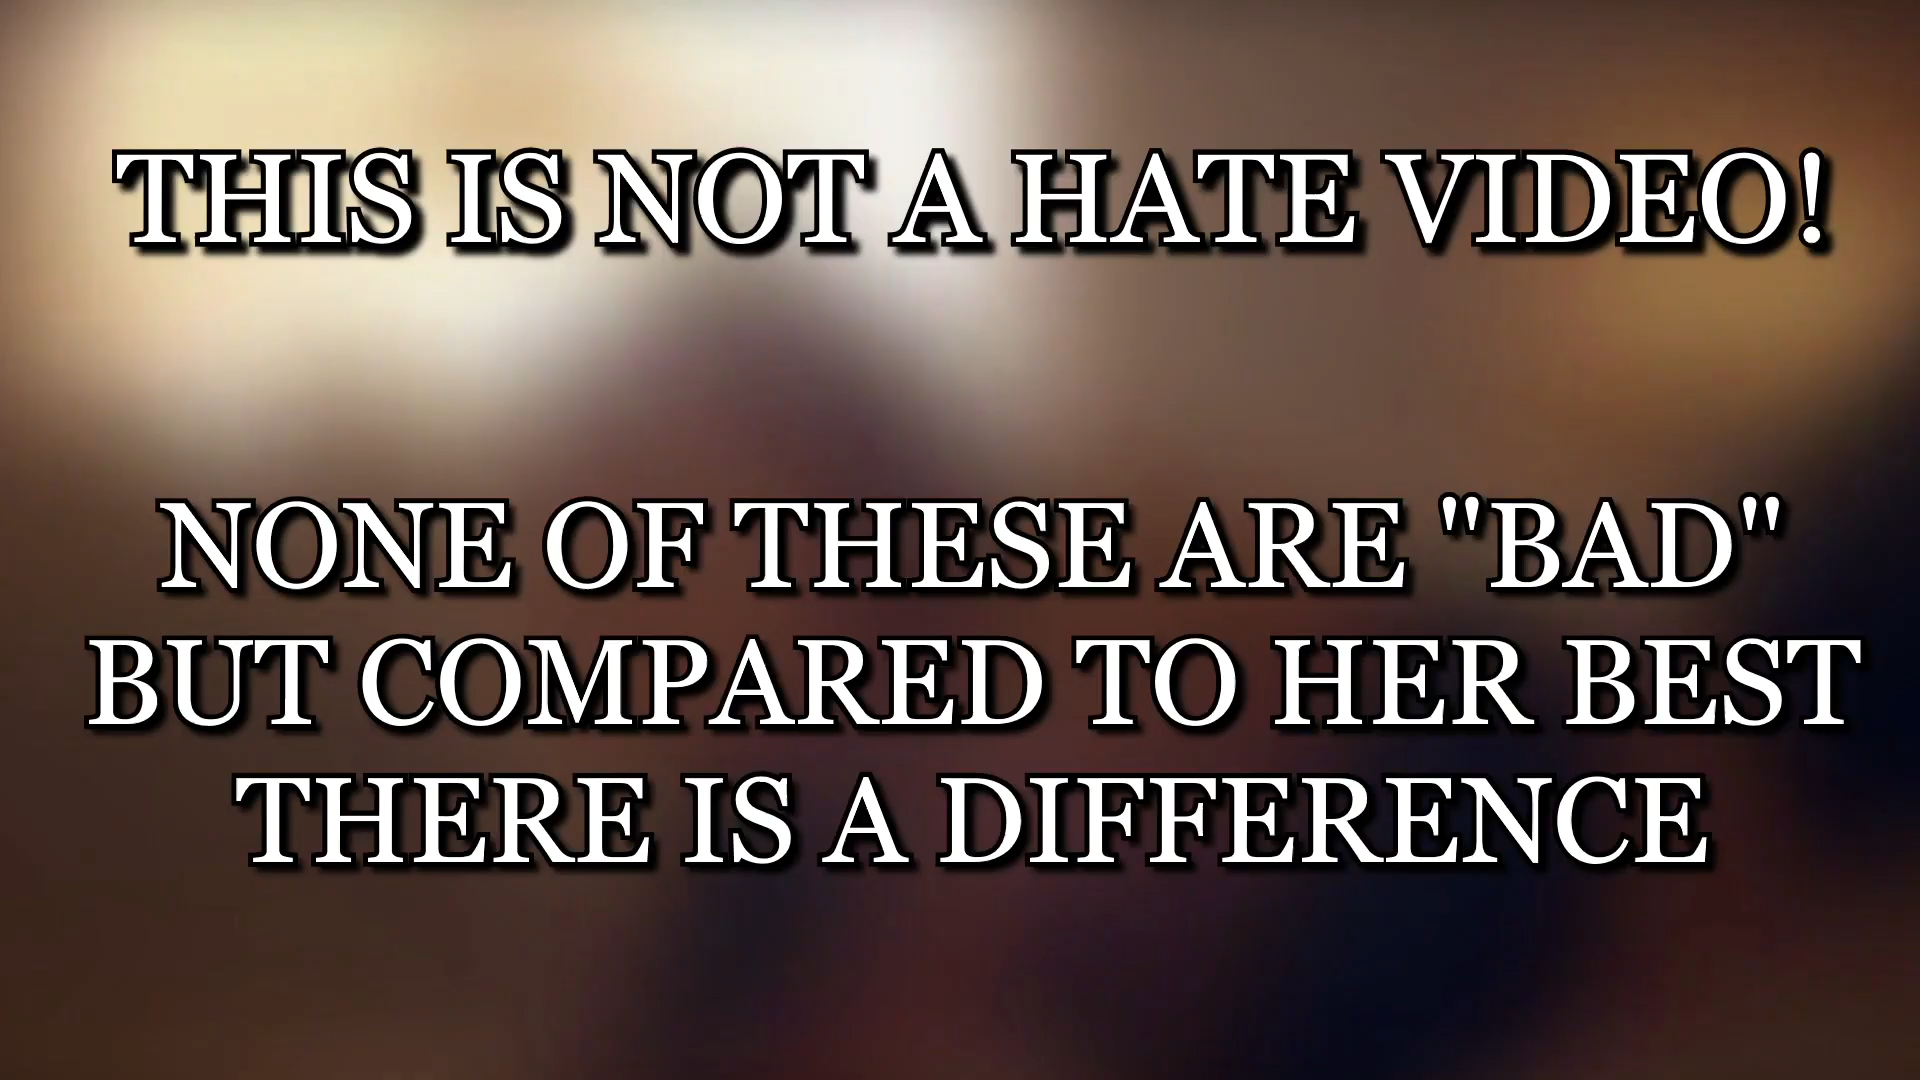 THIS IS NOT A HATE VIDEO!
NONE OF THESE ARE "BAD"
BUT COMPARED TO HER BEST
THERE IS A DIFFERENCE